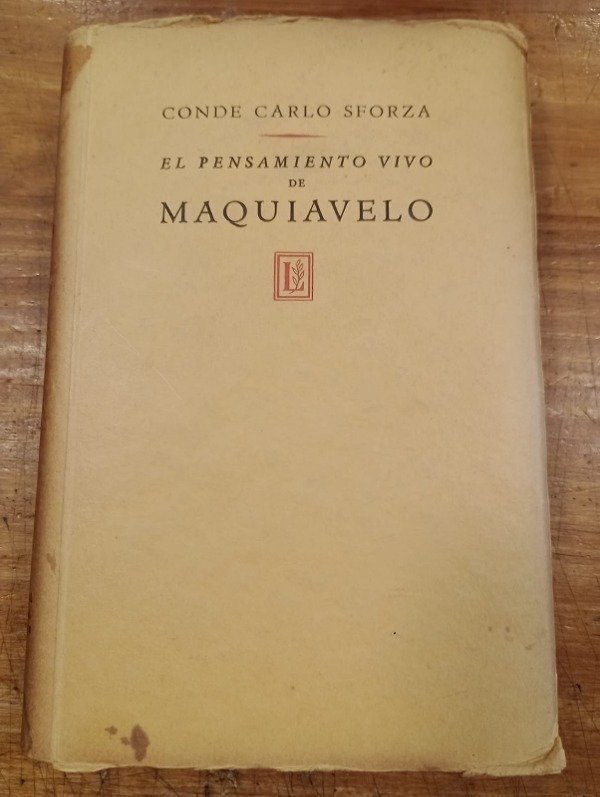 CONDE CARLO SFORZA
EL PENSAMIENTO VIVO
DE
MAQUIAVELO
L